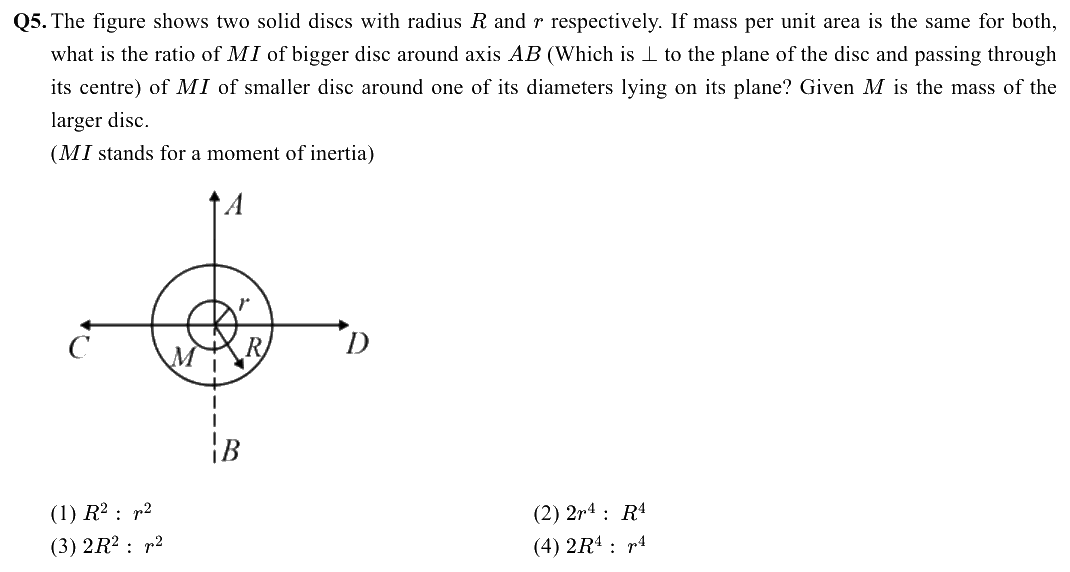 Q5. The figure shows two solid discs with radius R and r respectively. If mass per unit area is the same for both,
what is the ratio of MI of bigger disc around axis AB (Which is ⊥ to the plane of the disc and passing through
its centre) of MI of smaller disc around one of its diameters lying on its plane? Given M is the mass of the
larger disc.
(MI stands for a moment of inertia)
A
r
C
M
R
D
B
(1) R² : r²
(2) 2r⁴ : R⁴
(3) 2R² : r²
(4) 2R⁴ : r⁴